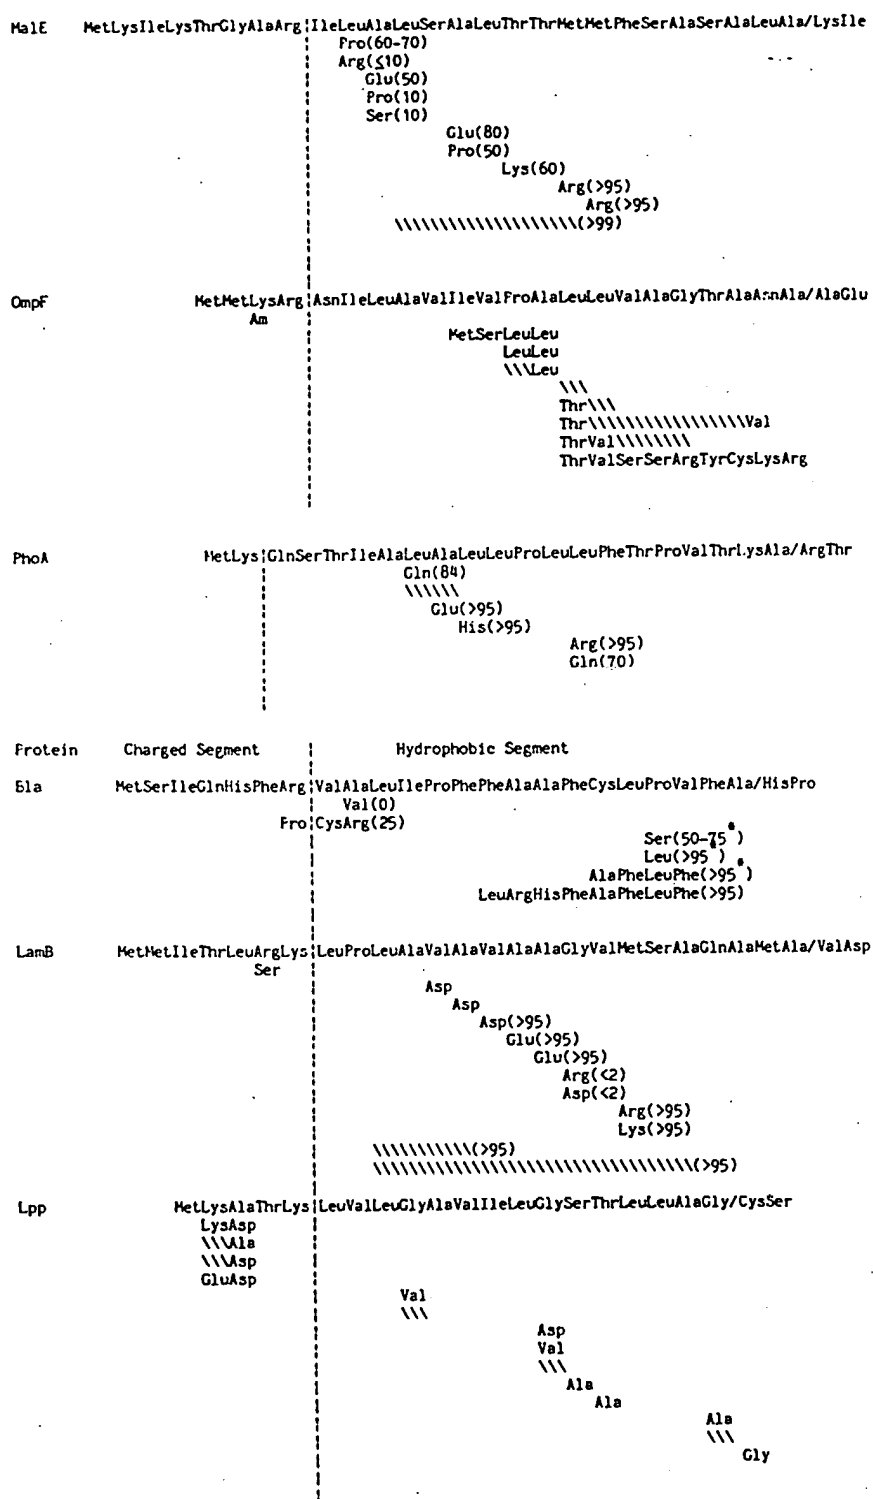 MalE MetLysIleLysThrGlyAlaArg¦IleLeuAlaLeuSerAlaLeuThrThrMetMetPheSerAlaSerAlaLeuAla/LysIle
Pro(60-70)
Arg(≤10)
Glu(50)
Pro(10)
Ser(10)
Glu(80)
Pro(50)
Lys(60)
Arg(>95)
Arg(>95)
\\\\\\\\\\\\\\\\\\\\(>99)
OmpF MetMetLysArg¦AsnIleLeuAlaValIleValProAlaLeuLeuValAlaGlyThrAlaAsnAla/AlaGlu
Am
MetSerLeuLeu
LeuLeu
\\\Leu
\\\
Thr\\\
Thr\\\\\\\\\\\\\\\\\\Val
ThrVal\\\\\\\\\
ThrValSerSerArgTyrCysLysArg
PhoA MetLys¦GlnSerThrIleAlaLeuAlaLeuLeuProLeuLeuPheThrProValThrLysAla/ArgThr
Gln(84)
\\\\\\
Glu(>95)
His(>95)
Arg(>95)
Gln(70)
Protein Charged Segment ¦ Hydrophobic Segment
Bla MetSerIleGlnHisPheArg¦ValAlaLeuIleProPhePheAlaAlaPheCysLeuProValPheAla/HisPro
Val(0)
Pro¦CysArg(25)
Ser(50-75*)
Leu(>95*)
AlaPheLeuPhe(>95*)
LeuArgHisPheAlaPheLeuPhe(>95)
LamB MetMetIleThrLeuArgLys¦LeuProLeuAlaValAlaValAlaAlaGlyValMetSerAlaGlnAlaMetAla/ValAsp
Ser
Asp
Asp
Asp(>95)
Glu(>95)
Glu(>95)
Arg(<2)
Asp(<2)
Arg(>95)
Lys(>95)
\\\\\\\\\\\\(>95)
\\\\\\\\\\\\\\\\\\\\\\\\\\\\\\\\\\\\(>95)
Lpp MetLysAlaThrLys¦LeuValLeuGlyAlaValIleLeuGlySerThrLeuLeuAlaGly/CysSer
LysAsp
\\\Ala
\\\Asp
GluAsp
Val
\\\
Asp
Val
\\\
Ala
Ala
Ala
\\\
Gly